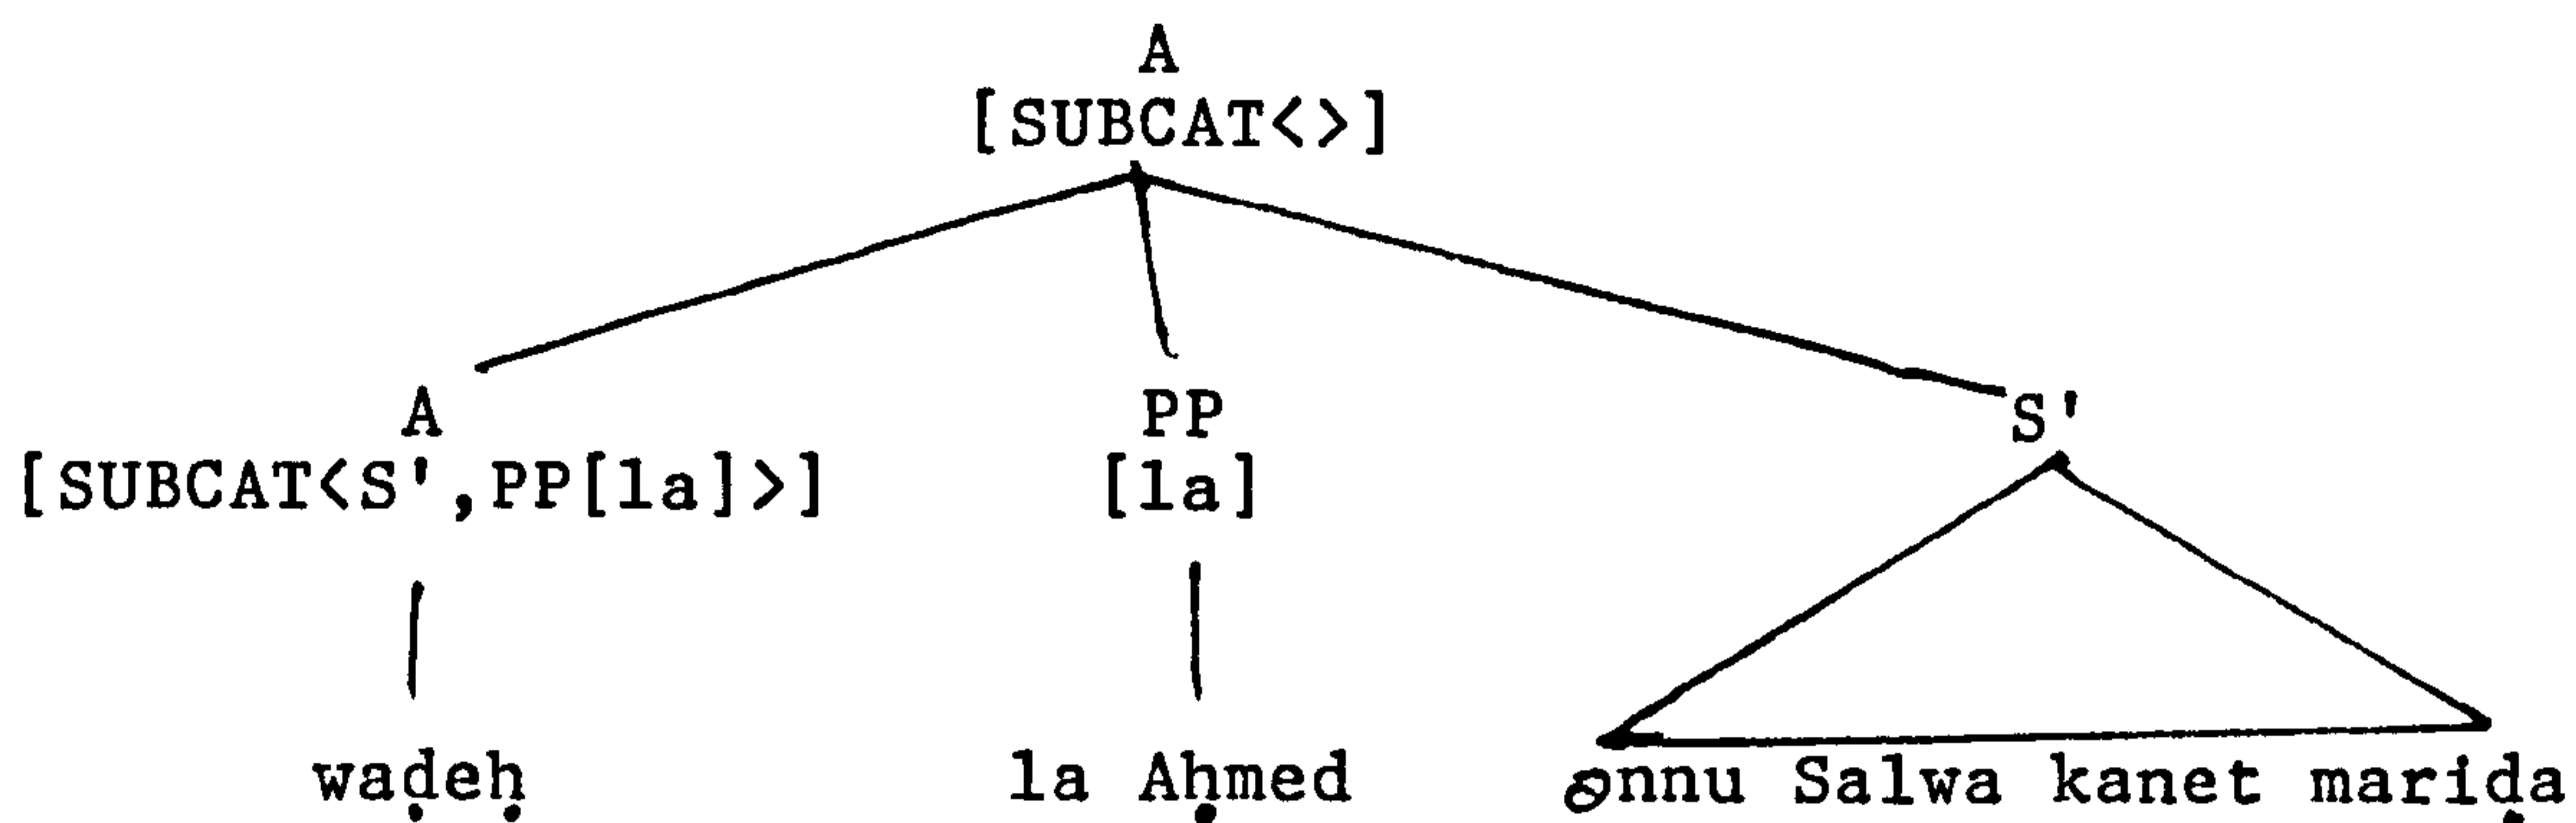 A
[SUBCAT<>]
A PP S'
[SUBCAT<S',PP[la]>] [la]
waḍeḥ la Aḥmed ənnu Salwa kanet mariḍa